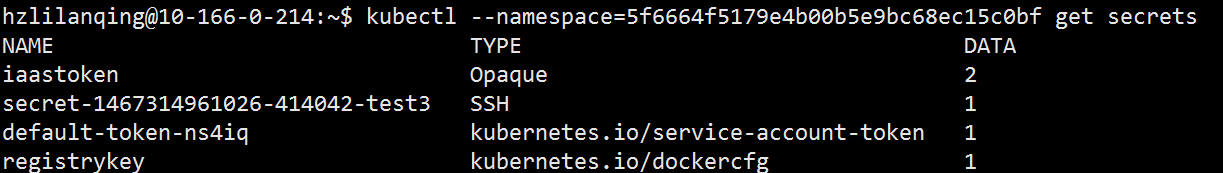 hzlilanqing@10-166-0-214:~$ kubectl --namespace=5f6664f5179e4b00b5e9bc68ec15c0bf get secrets
NAME TYPE DATA
iaastoken Opaque 2
secret-1467314961026-414042-test3 SSH 1
default-token-ns4iq kubernetes.io/service-account-token 1
registrykey kubernetes.io/dockercfg 1